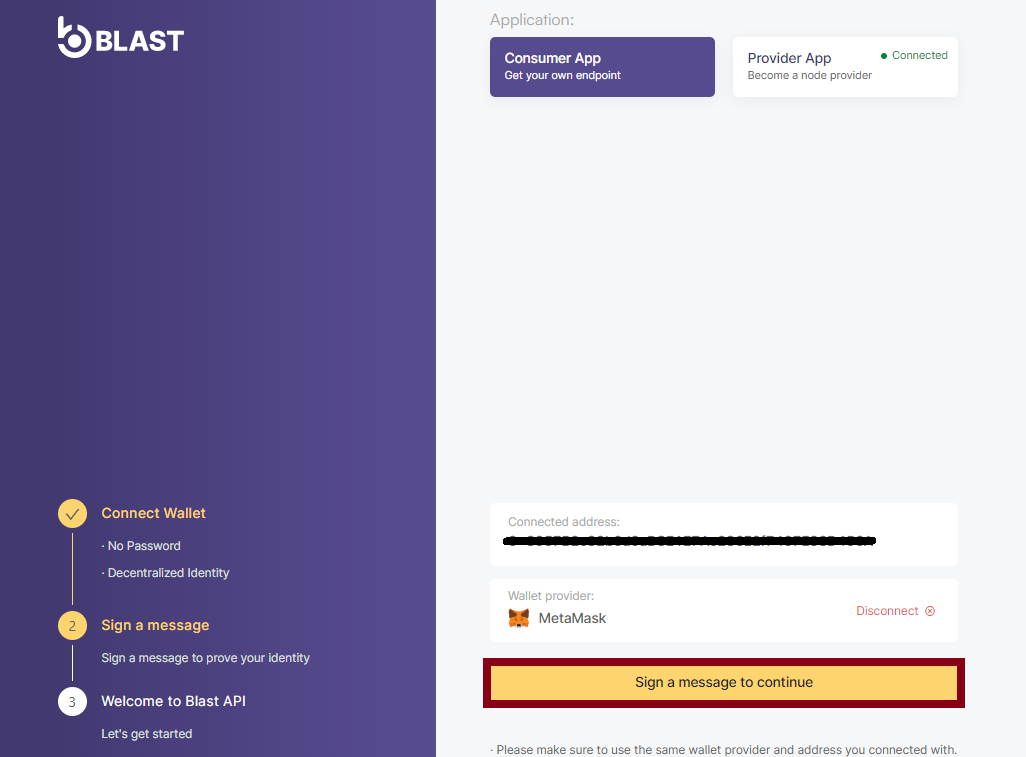 BLAST
Connect Wallet
· No Password
· Decentralized Identity
2
Sign a message
Sign a message to prove your identity
3
Welcome to Blast API
Let's get started
Application:
Consumer App
Get your own endpoint
Provider App
Connected
Become a node provider
Connected address:
Wallet provider:
MetaMask
Disconnect
Sign a message to continue
· Please make sure to use the same wallet provider and address you connected with.